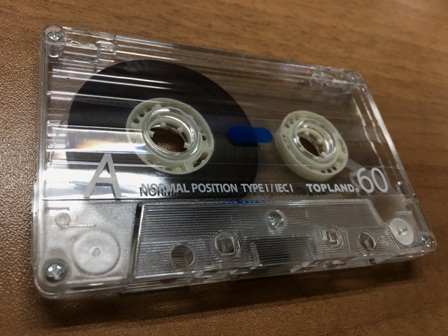 A NORMAL POSITION TYPE I / IEC I TOPLAND 60